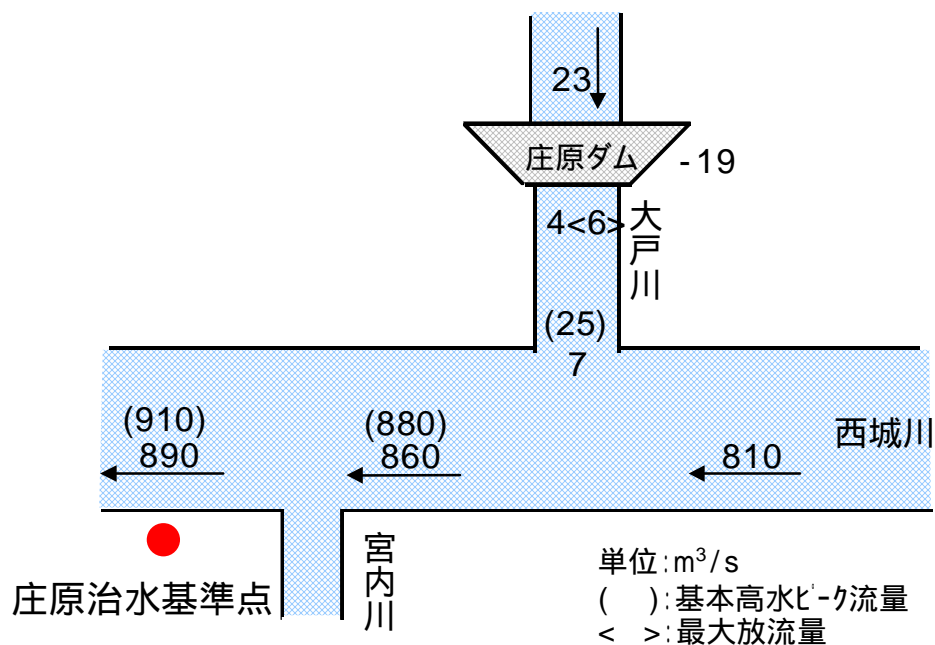 23
庄原ダム
-19
4<6>
大戸川
(25)
7
(910)
890
(880)
860
810
西城川
宮内川
庄原治水基準点
単位:m³/s
(　):基本高水ﾋﾟｰｸ流量
<　>:最大放流量